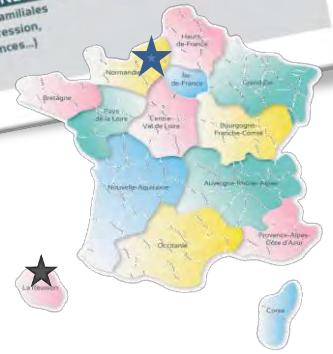 amiliales
ression,
nces...)
Hauts-
de-France
Normandie
Île-
de-France
Grand-Est
Bretagne
Pays
de la Loire
Centre-
Val de Loire
Bourgogne-
Franche-Comté
Nouvelle-Aquitaine
Auvergne-Rhône-Alpes
Occitanie
Provence-Alpes-
Côte d'Azur
La Réunion
Corse